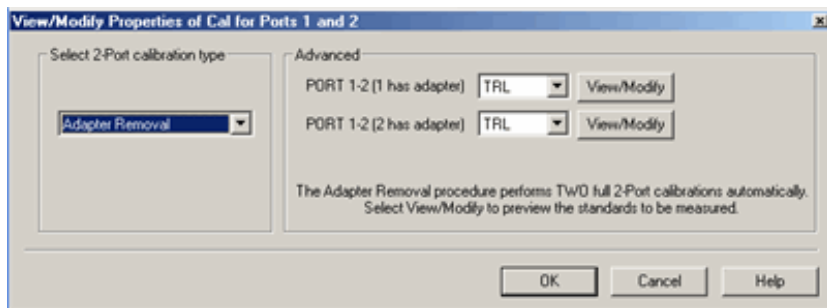 View/Modify Properties of Cal for Ports 1 and 2
Select 2-Port calibration type
Adapter Removal
Advanced
PORT 1-2 (1 has adapter) TRL View/Modify
PORT 1-2 (2 has adapter) TRL View/Modify
The Adapter Removal procedure performs TWO full 2-Port calibrations automatically.
Select View/Modify to preview the standards to be measured.
OK Cancel Help